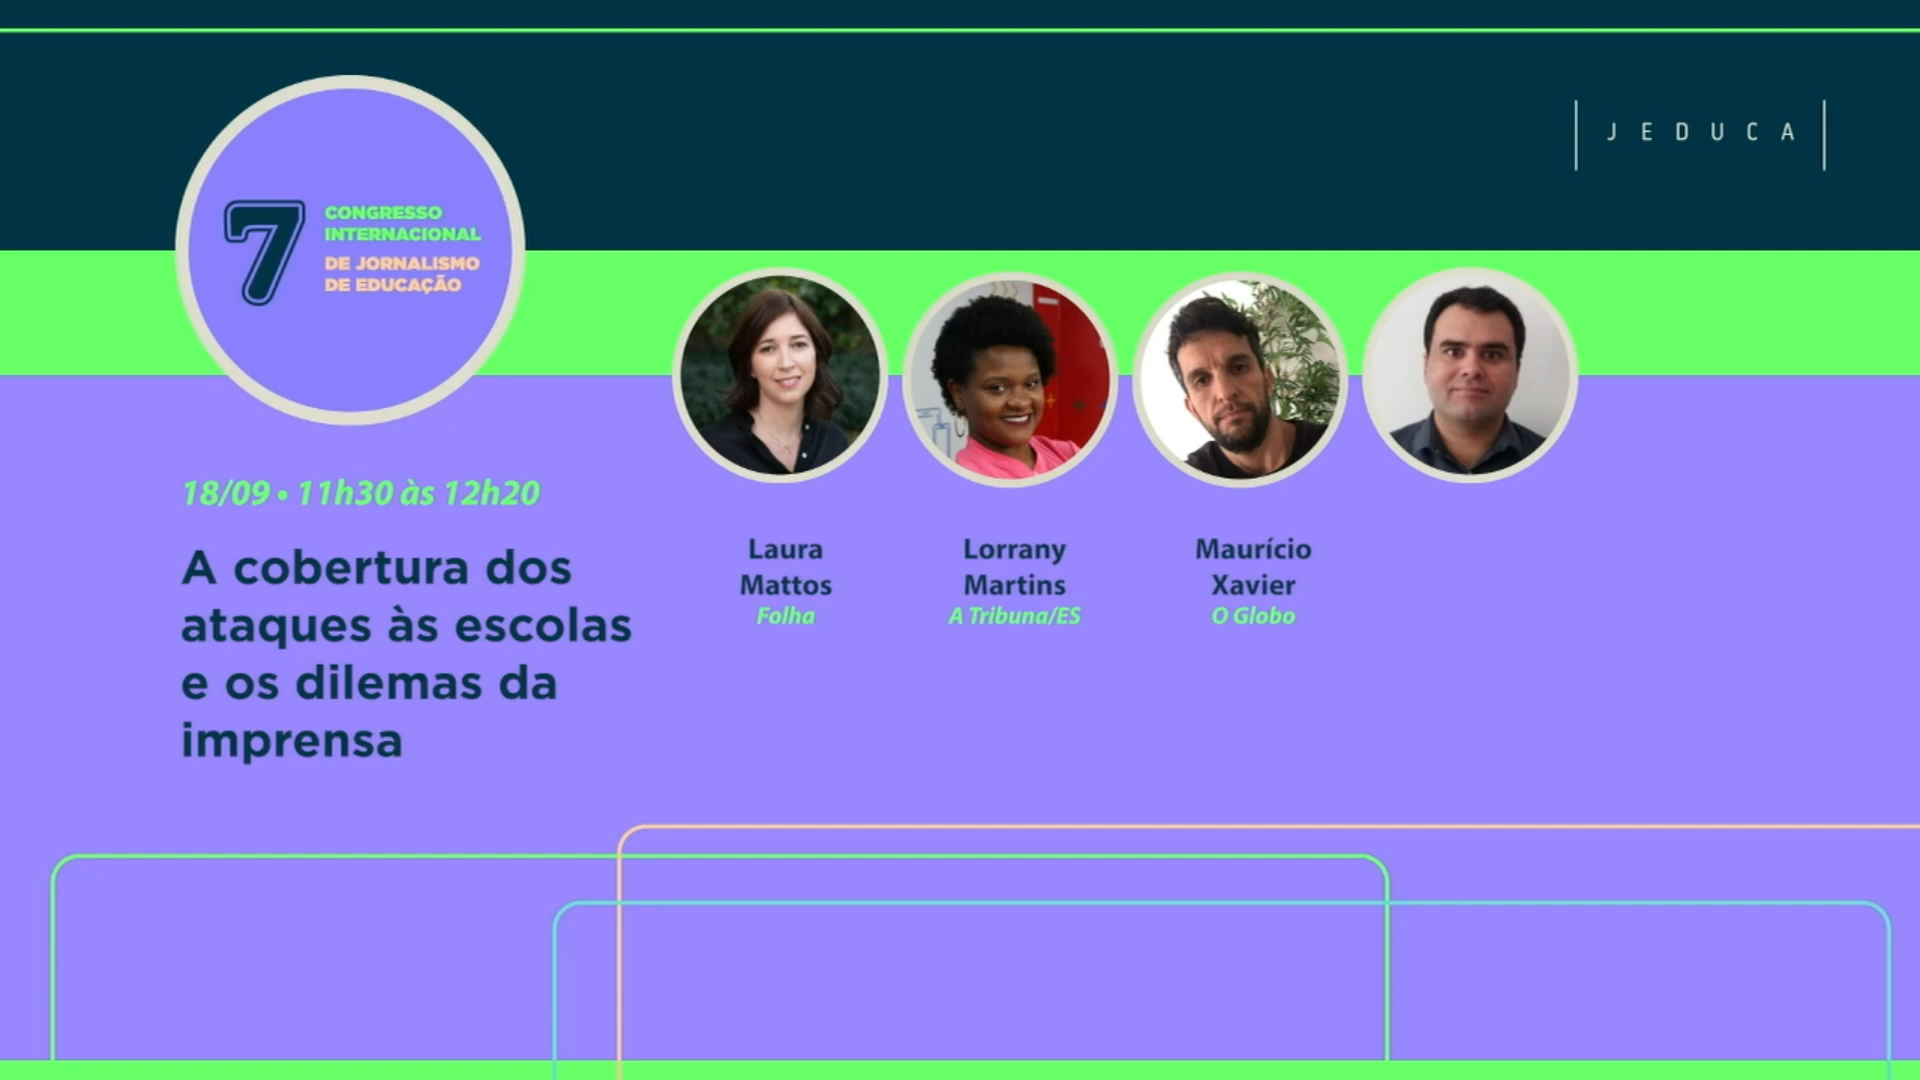 JEDUCA
7
CONGRESSO
INTERNACIONAL
DE JORNALISMO
DE EDUCAÇÃO
18/09 • 11h30 às 12h20
A cobertura dos
ataques às escolas
e os dilemas da
imprensa
Laura
Mattos
Folha
Lorrany
Martins
A Tribuna/ES
Maurício
Xavier
O Globo